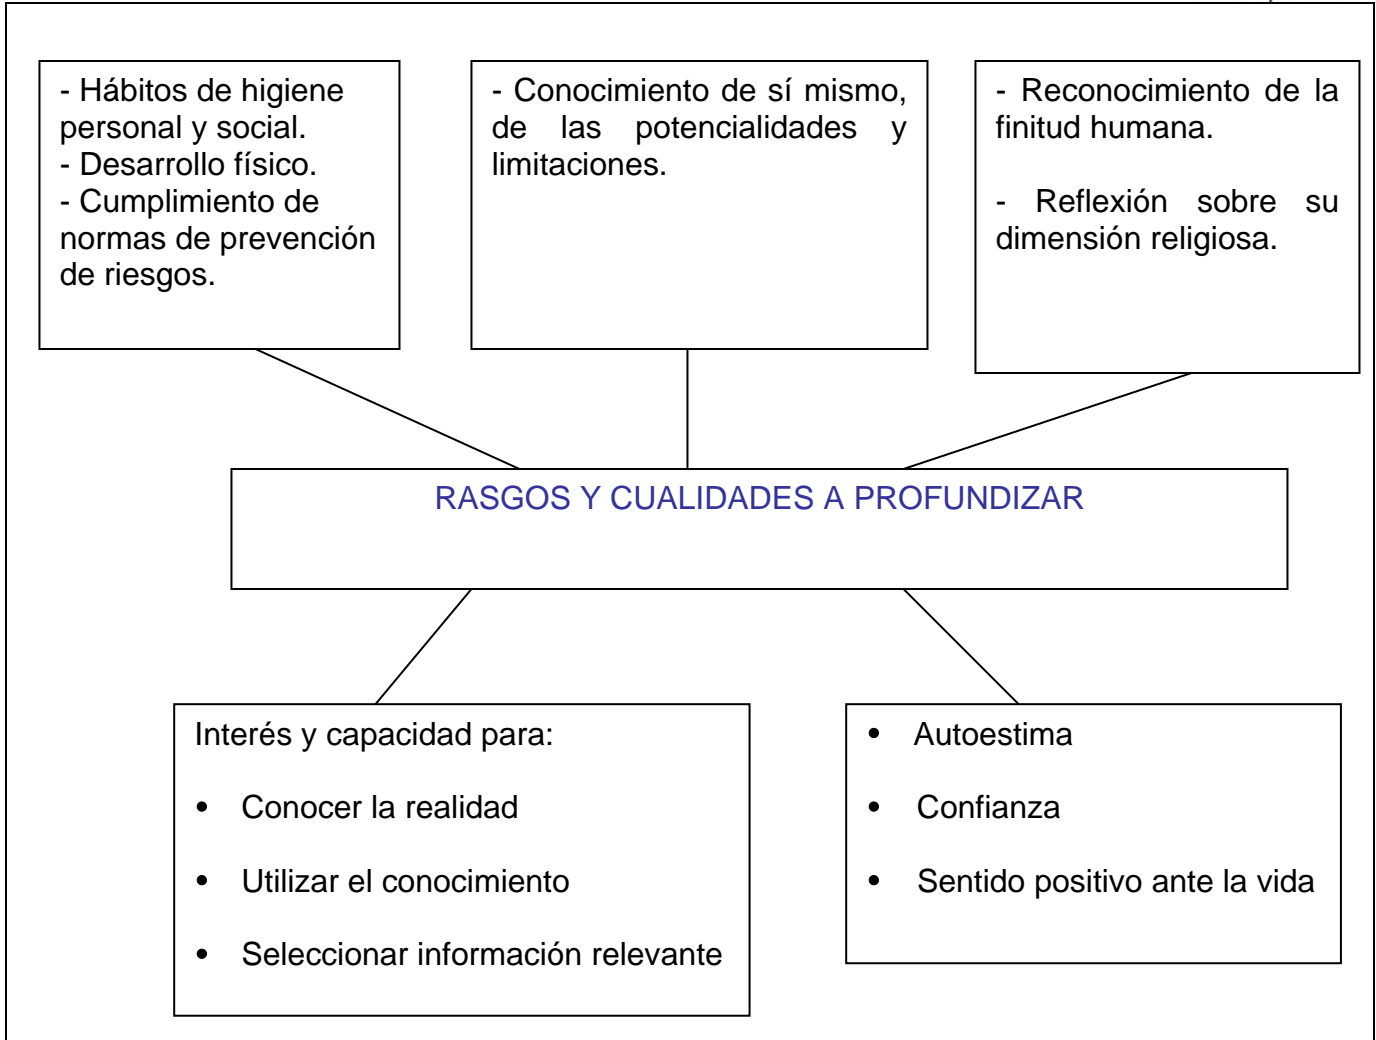 - Hábitos de higiene
personal y social.
- Desarrollo físico.
- Cumplimiento de
normas de prevención
de riesgos.
- Conocimiento de sí mismo,
de las potencialidades y
limitaciones.
- Reconocimiento de la
finitud humana.
- Reflexión sobre su
dimensión religiosa.
RASGOS Y CUALIDADES A PROFUNDIZAR
Interés y capacidad para:
• Conocer la realidad
• Utilizar el conocimiento
• Seleccionar información relevante
• Autoestima
• Confianza
• Sentido positivo ante la vida